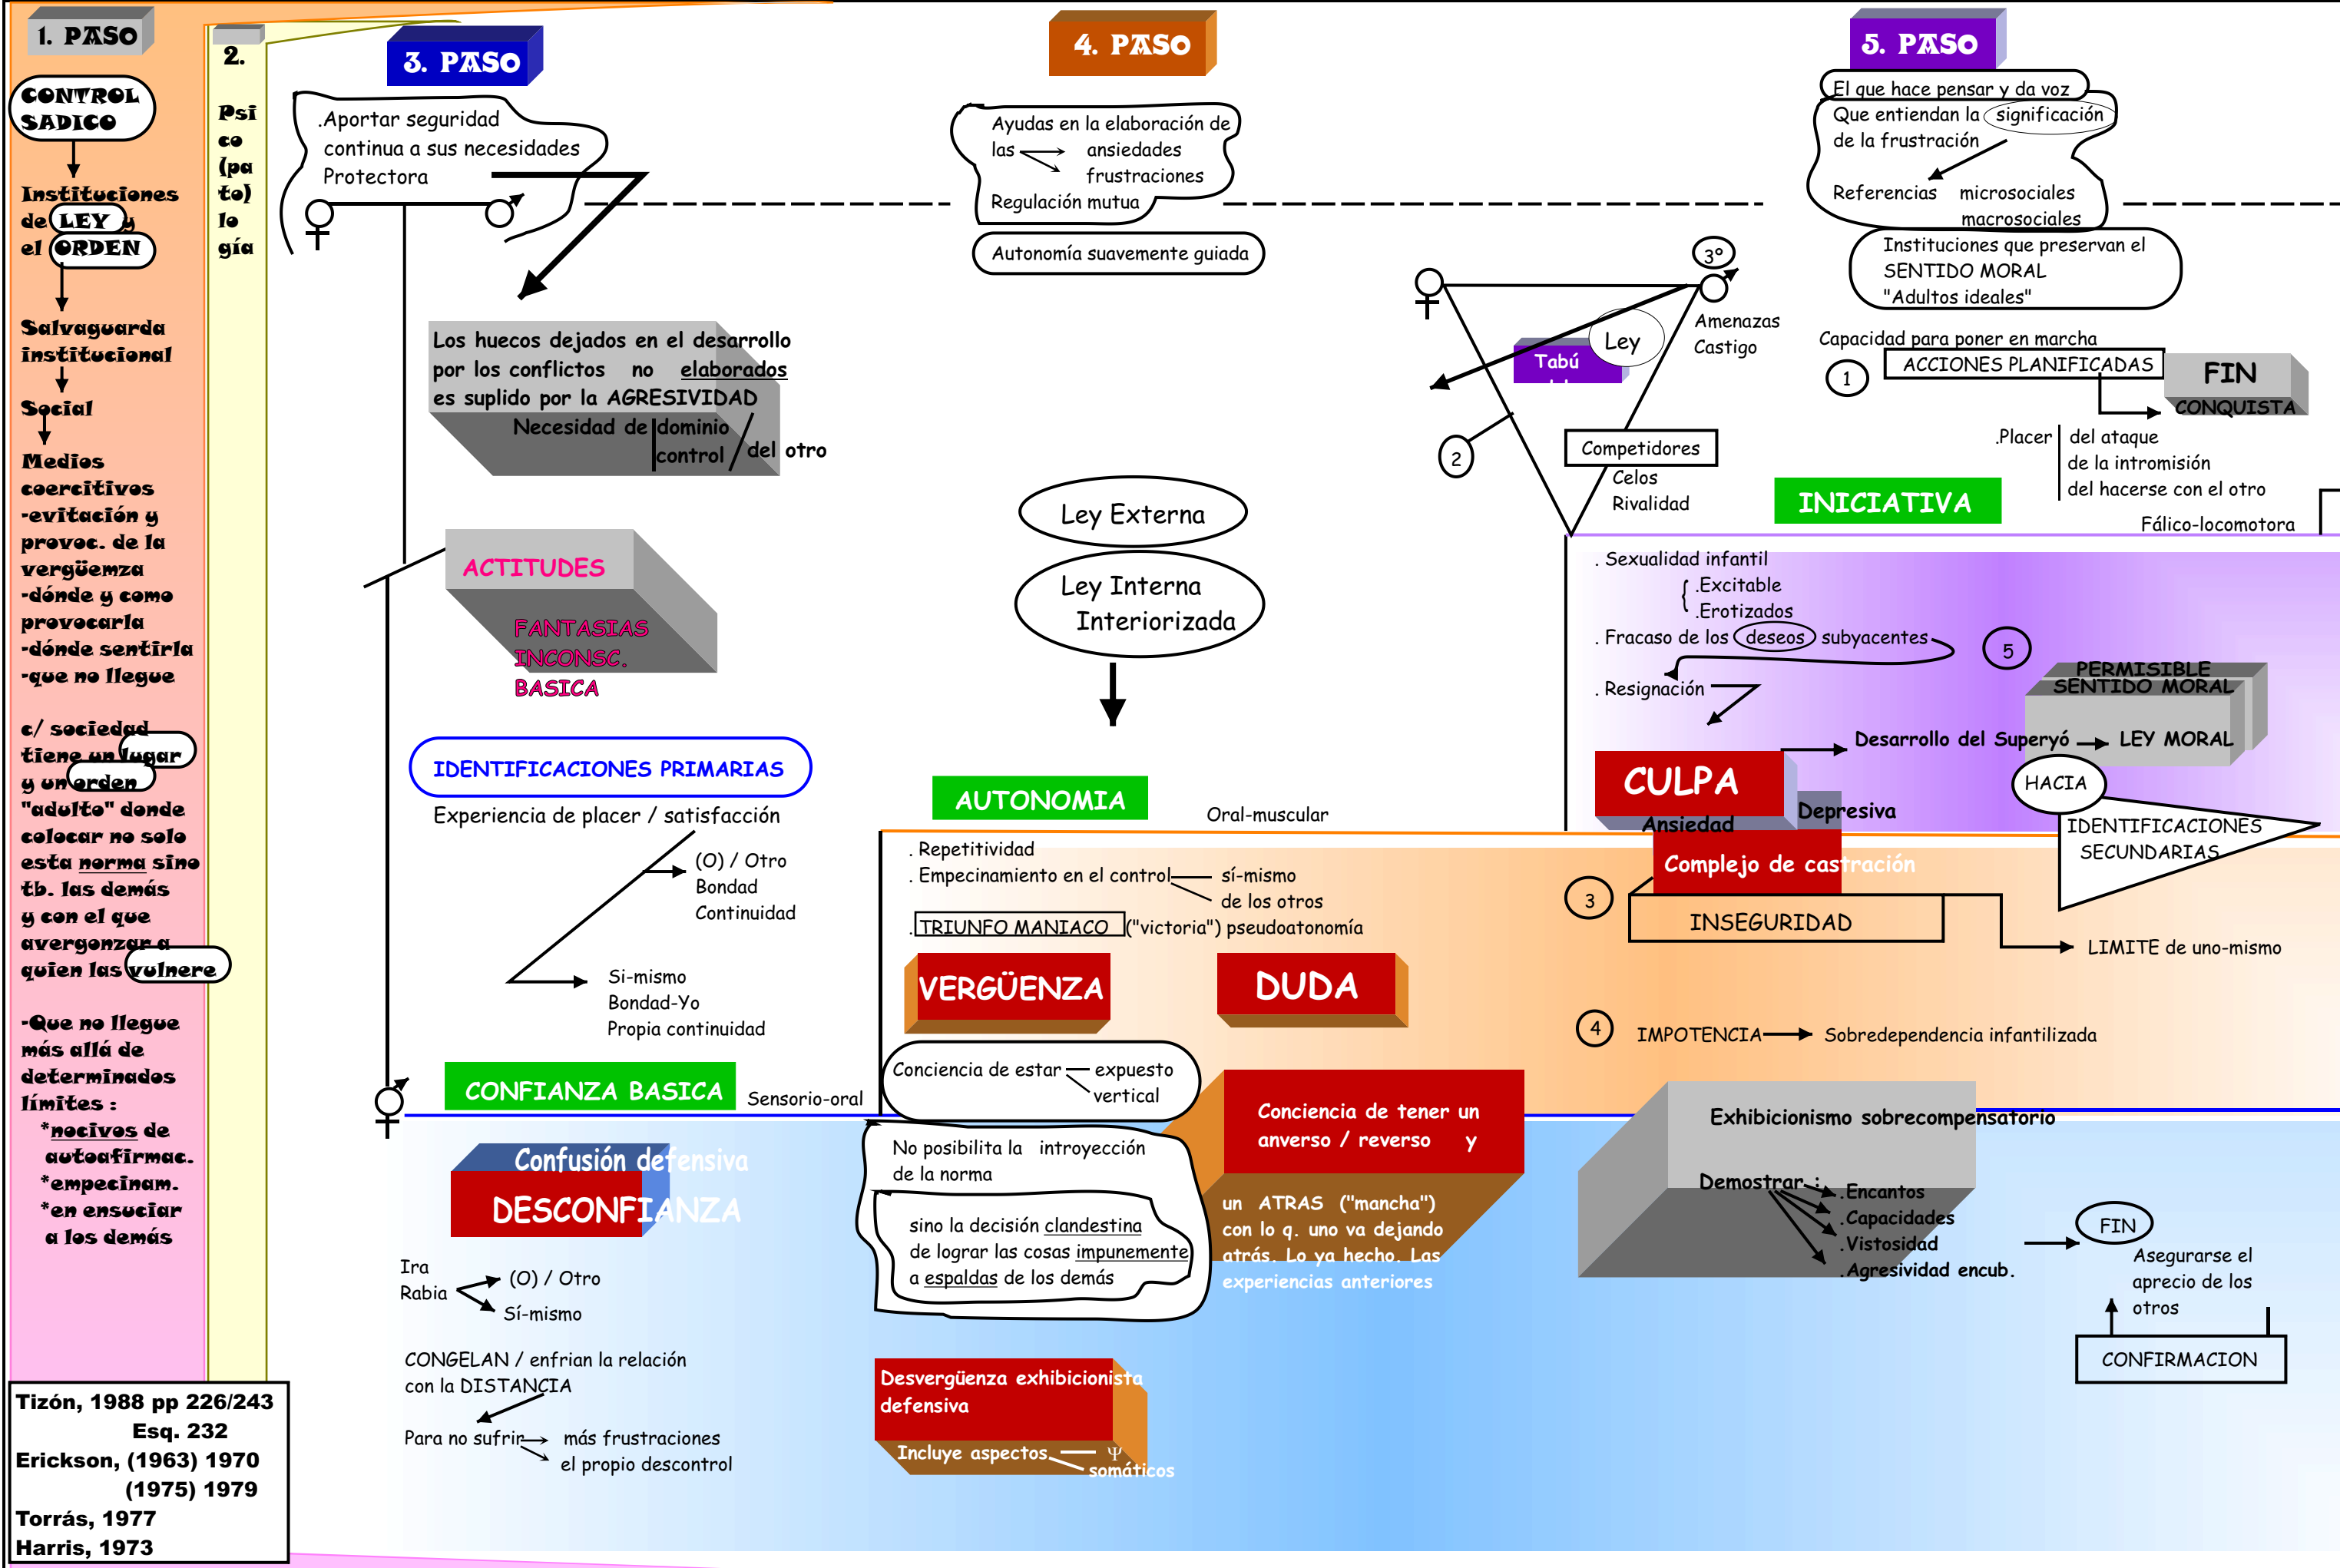 1. PASO
CONTROL
SADICO
Instituciones
de LEY y
el ORDEN
Salvaguarda
institucional
Social
Medios
coercitivos
-evitación y
provoc. de la
vergüemza
-dónde y como
provocarla
-dónde sentirla
-que no llegue
c/ sociedad
tiene un lugar
y un orden
"adulto" donde
colocar no solo
esta norma sino
tb. las demás
y con el que
avergonzar a
quien las vulnere
-Que no llegue
más allá de
determinados
límites :
*nocivos de
autoafirmac.
*empecinam.
*en ensuciar
a los demás
Tizón, 1988 pp 226/243
Esq. 232
Erickson, (1963) 1970
(1975) 1979
Torrás, 1977
Harris, 1973
2.
Psi
co
(pa
to)
lo
gía
3. PASO
.Aportar seguridad
continua a sus necesidades
Protectora
Los huecos dejados en el desarrollo
por los conflictos no elaborados
es suplido por la AGRESIVIDAD
Necesidad de dominio
control / del otro
ACTITUDES
FANTASIAS
INCONSC.
BASICA
IDENTIFICACIONES PRIMARIAS
Experiencia de placer / satisfacción
(O) / Otro
Bondad
Continuidad
Si-mismo
Bondad-Yo
Propia continuidad
CONFIANZA BASICA
Sensorio-oral
Confusión defensiva
DESCONFIANZA
Ira
Rabia
(O) / Otro
Sí-mismo
CONGELAN / enfrian la relación
con la DISTANCIA
Para no sufrir
más frustraciones
el propio descontrol
4. PASO
Ayudas en la elaboración de
las ansiedades
frustraciones
Regulación mutua
Autonomía suavemente guiada
Ley Externa
Ley Interna
Interiorizada
AUTONOMIA
Oral-muscular
. Repetitividad
. Empecinamiento en el control sí-mismo
de los otros
. TRIUNFO MANIACO ("victoria") pseudoatonomía
VERGÜENZA
DUDA
Conciencia de estar expuesto
vertical
No posibilita la introyección
de la norma
sino la decisión clandestina
de lograr las cosas impunemente
a espaldas de los demás
Conciencia de tener un
anverso / reverso y
un ATRAS ("mancha")
con lo q. uno va dejando
atrás. Lo ya hecho. Las
experiencias anteriores
Desvergüenza exhibicionista
defensiva
Incluye aspectos Ψ
somáticos
5. PASO
El que hace pensar y da voz
Que entiendan la significación
de la frustración
Referencias microsociales
macrosociales
Instituciones que preservan el
SENTIDO MORAL
"Adultos ideales"
3º
Amenazas
Castigo
Ley
Tabú
2
Competidores
Celos
Rivalidad
Capacidad para poner en marcha
1
ACCIONES PLANIFICADAS
FIN
CONQUISTA
.Placer del ataque
de la intromisión
del hacerse con el otro
INICIATIVA
Fálico-locomotora
. Sexualidad infantil
.Excitable
.Erotizados
. Fracaso de los deseos subyacentes
. Resignación
5
PERMISIBLE
SENTIDO MORAL
Desarrollo del Superyó
LEY MORAL
CULPA
Ansiedad
Depresiva
HACIA
IDENTIFICACIONES
SECUNDARIAS
Complejo de castración
3
INSEGURIDAD
LIMITE de uno-mismo
4
IMPOTENCIA
Sobredependencia infantilizada
Exhibicionismo sobrecompensatorio
Demostrar :
.Encantos
.Capacidades
.Vistosidad
.Agresividad encub.
FIN
Asegurarse el
aprecio de los
otros
CONFIRMACION